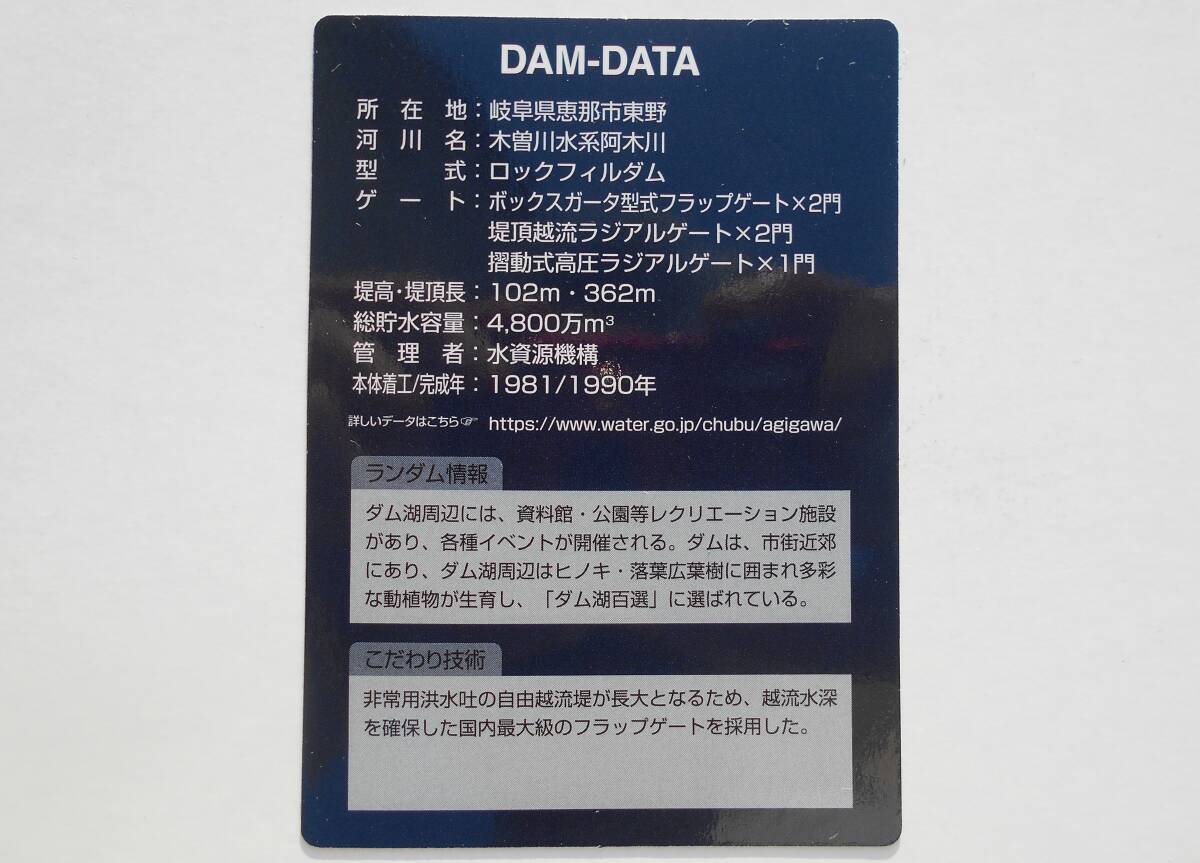 DAM-DATA
所在地：岐阜県恵那市東野
河川名：木曽川水系阿木川
型式：ロックフィルダム
ゲート：ボックスガータ型式フラップゲート×2門
堤頂越流ラジアルゲート×2門
摺動式高圧ラジアルゲート×1門
堤高・堤頂長：102m・362m
総貯水容量：4,800万m³
管理者：水資源機構
本体着工/完成年：1981/1990年
詳しいデータはこちら☞ https://www.water.go.jp/chubu/agigawa/
ランダム情報
ダム湖周辺には、資料館・公園等レクリエーション施設
があり、各種イベントが開催される。ダムは、市街近郊
にあり、ダム湖周辺はヒノキ・落葉広葉樹に囲まれ多彩
な動植物が生育し、「ダム湖百選」に選ばれている。
こだわり技術
非常用洪水吐の自由越流堤が長大となるため、越流水深
を確保した国内最大級のフラップゲートを採用した。